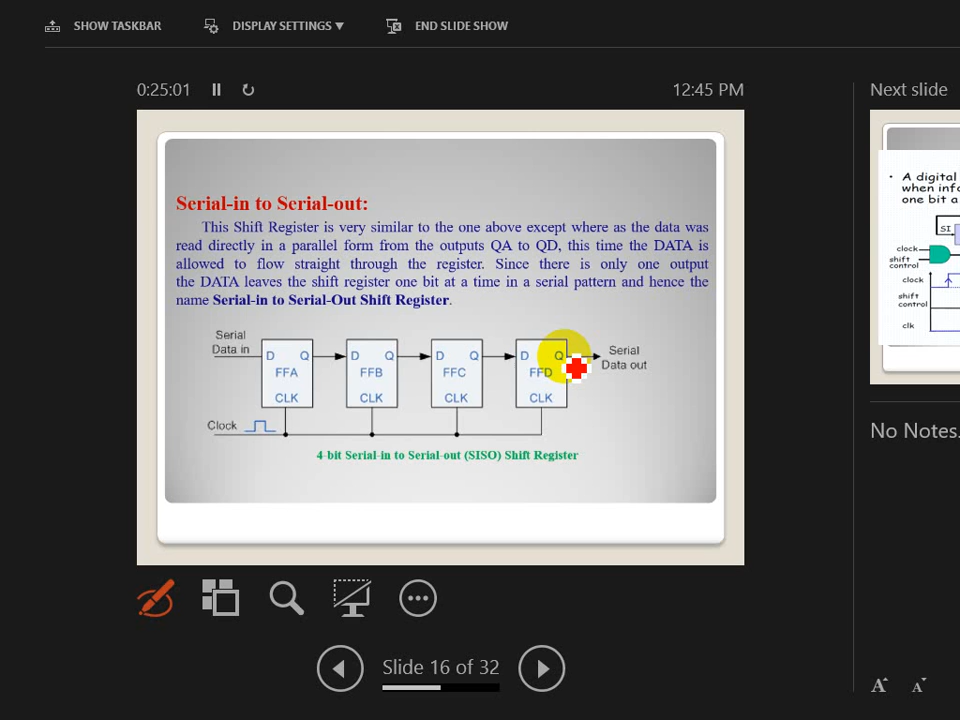 SHOW TASKBAR DISPLAY SETTINGS ▼ END SLIDE SHOW
0:25:01 12:45 PM Next slide
Serial-in to Serial-out:
This Shift Register is very similar to the one above except where as the data was
read directly in a parallel form from the outputs QA to QD, this time the DATA is
allowed to flow straight through the register. Since there is only one output
the DATA leaves the shift register one bit at a time in a serial pattern and hence the
name Serial-in to Serial-Out Shift Register.
Serial
Data in
D Q D Q D Q D Q
Serial
Data out
FFA FFB FFC FFD
CLK CLK CLK CLK
Clock
4-bit Serial-in to Serial-out (SISO) Shift Register
• A digital
when info
one bit a
SI
clock
shift
control
clock
shift
control
clk
No Notes.
Slide 16 of 32
A A